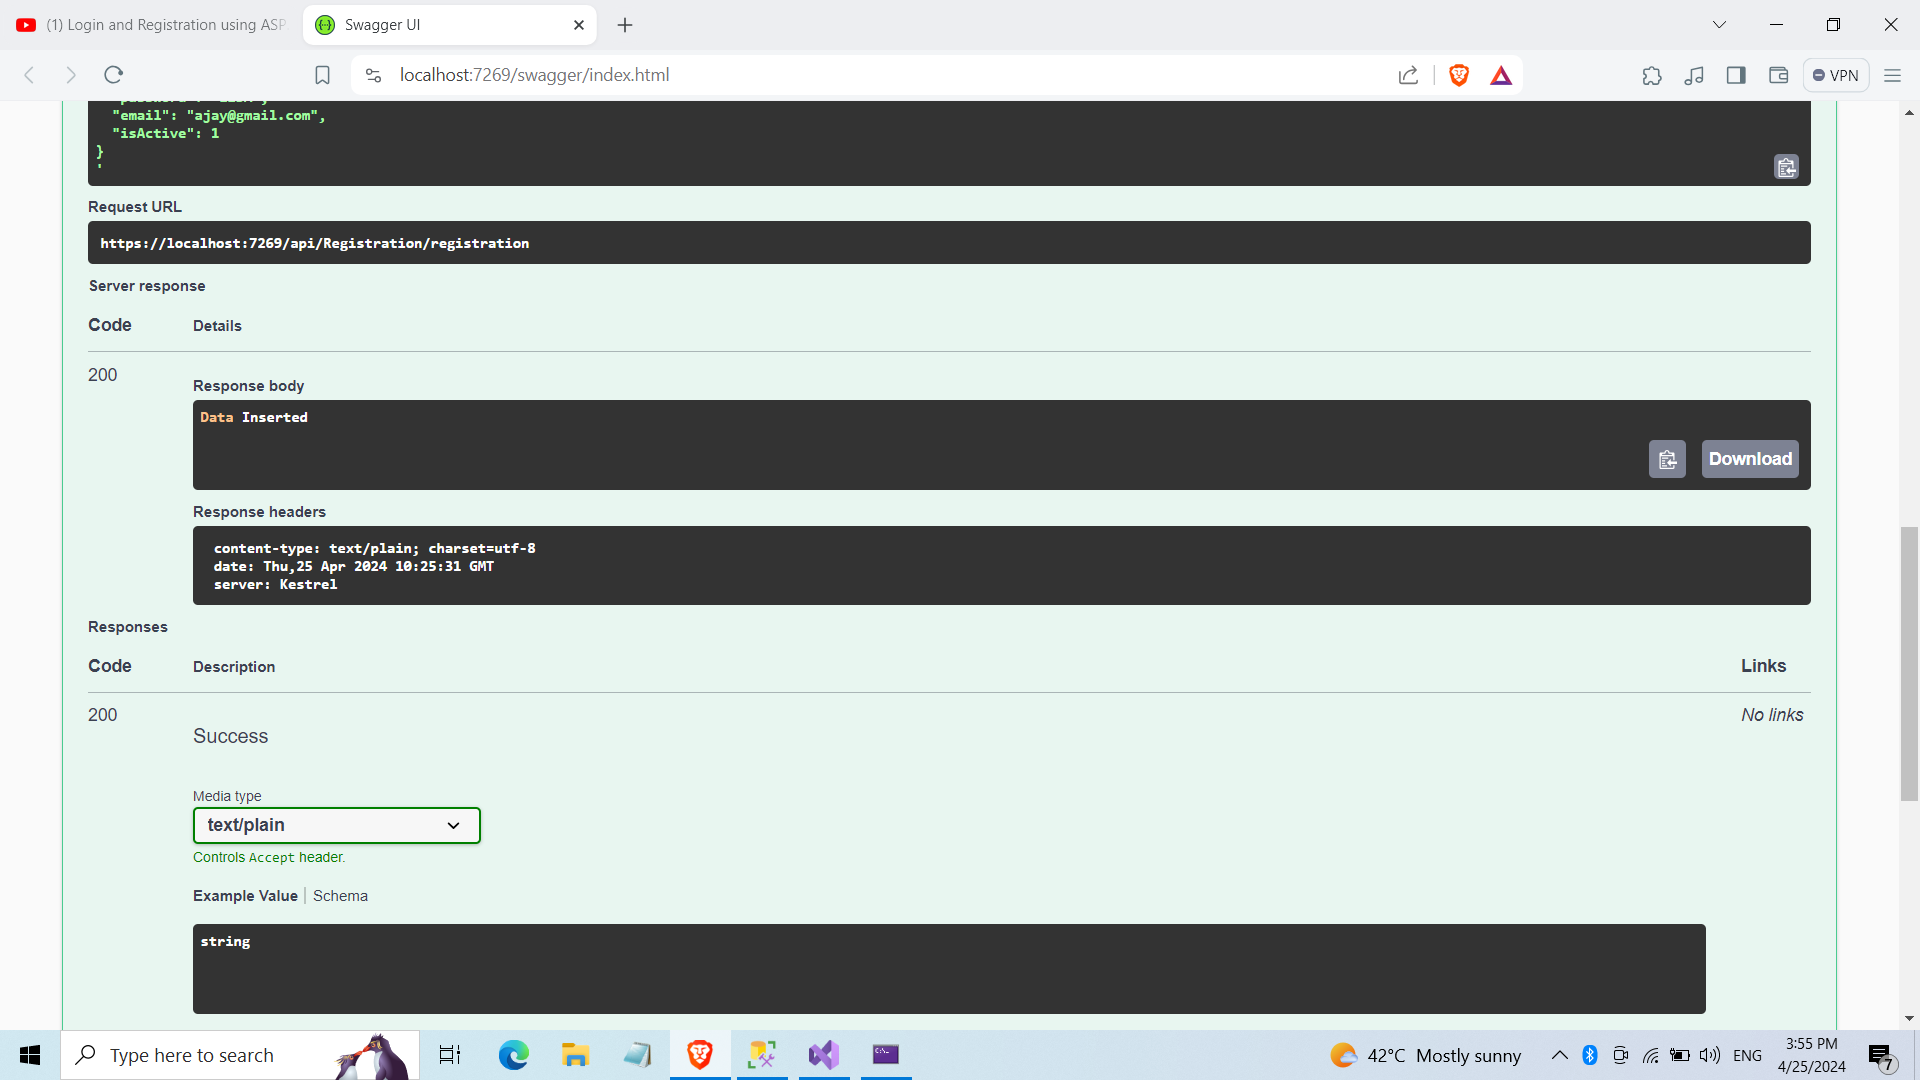 (1) Login and Registration using ASP
Swagger UI
localhost:7269/swagger/index.html
VPN
"email": "ajay@gmail.com",
"isActive": 1
}
'
Request URL
https://localhost:7269/api/Registration/registration
Server response
Code Details
200
Response body
Data Inserted
Download
Response headers
content-type: text/plain; charset=utf-8
date: Thu,25 Apr 2024 10:25:31 GMT
server: Kestrel
Responses
Code Description Links
200 No links
Success
Media type
text/plain
Controls Accept header.
Example Value Schema
string
Type here to search
42°C Mostly sunny
ENG
3:55 PM
4/25/2024
7